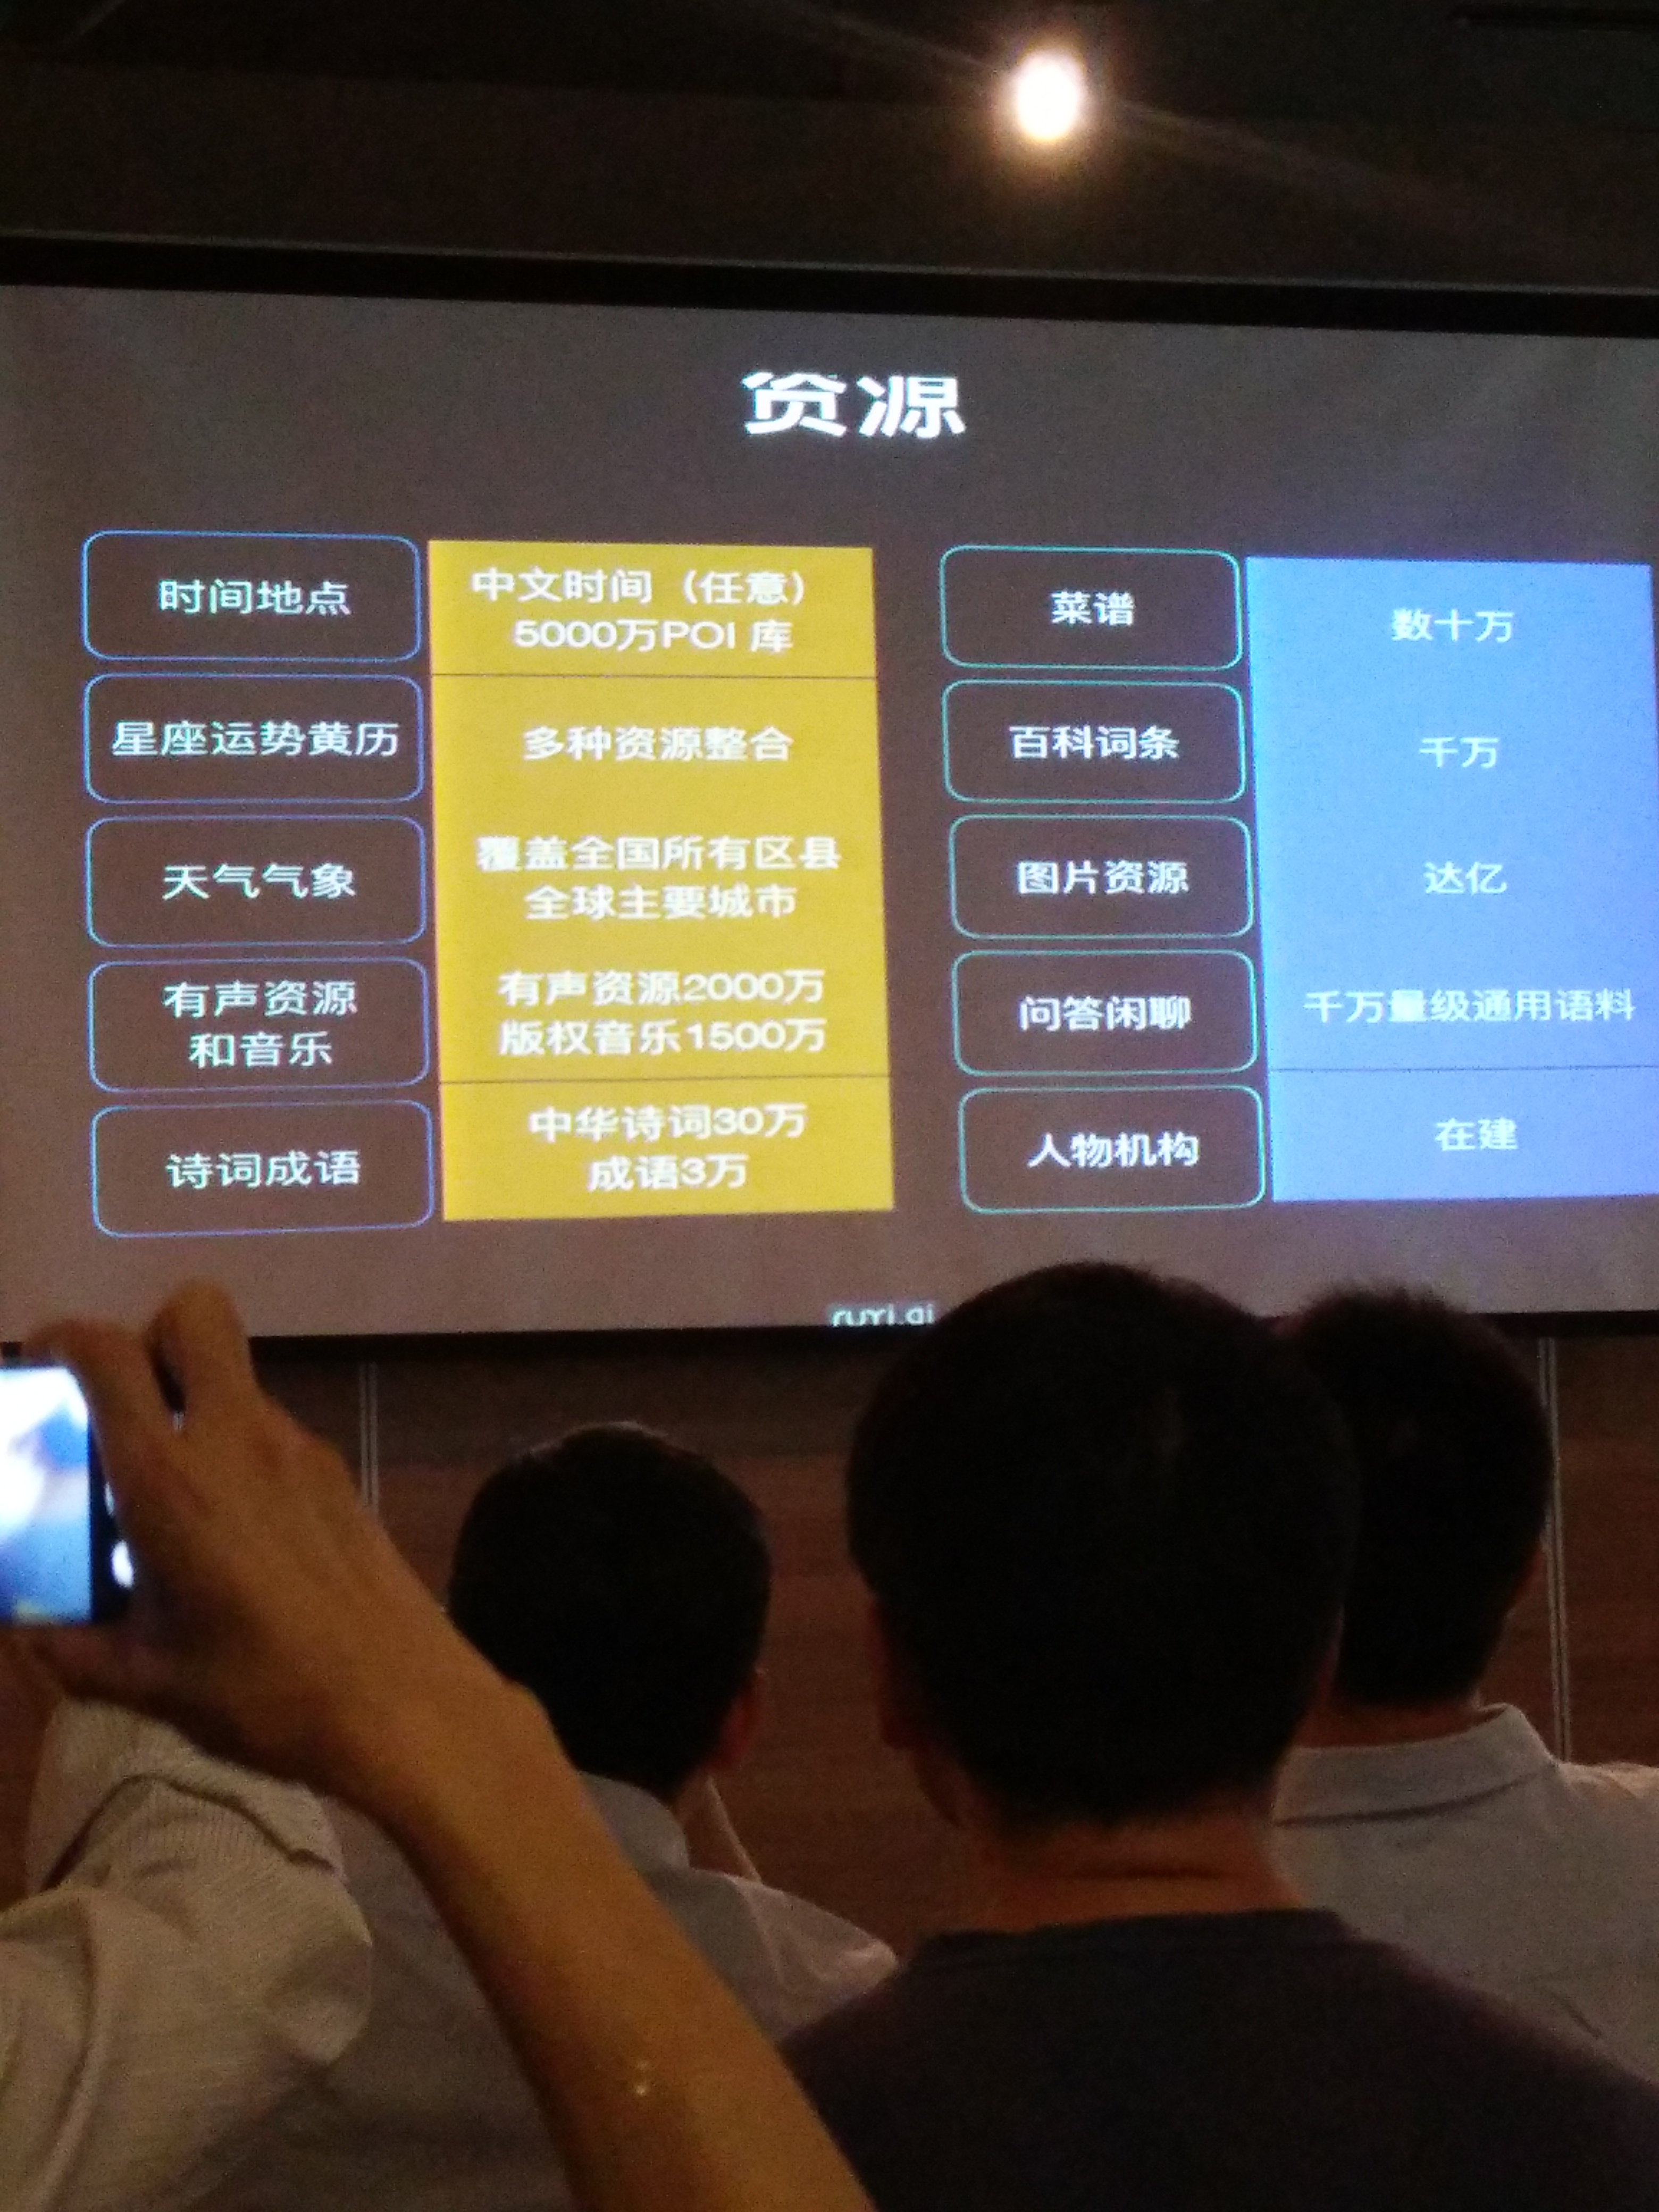 资源
时间地点
中文时间（任意）
5000万POI 库
星座运势黄历
多种资源整合
天气气象
覆盖全国所有区县
全球主要城市
有声资源
和音乐
有声资源2000万
版权音乐1500万
诗词成语
中华诗词30万
成语3万
菜谱
数十万
百科词条
千万
图片资源
达亿
问答闲聊
千万量级通用语料
人物机构
在建